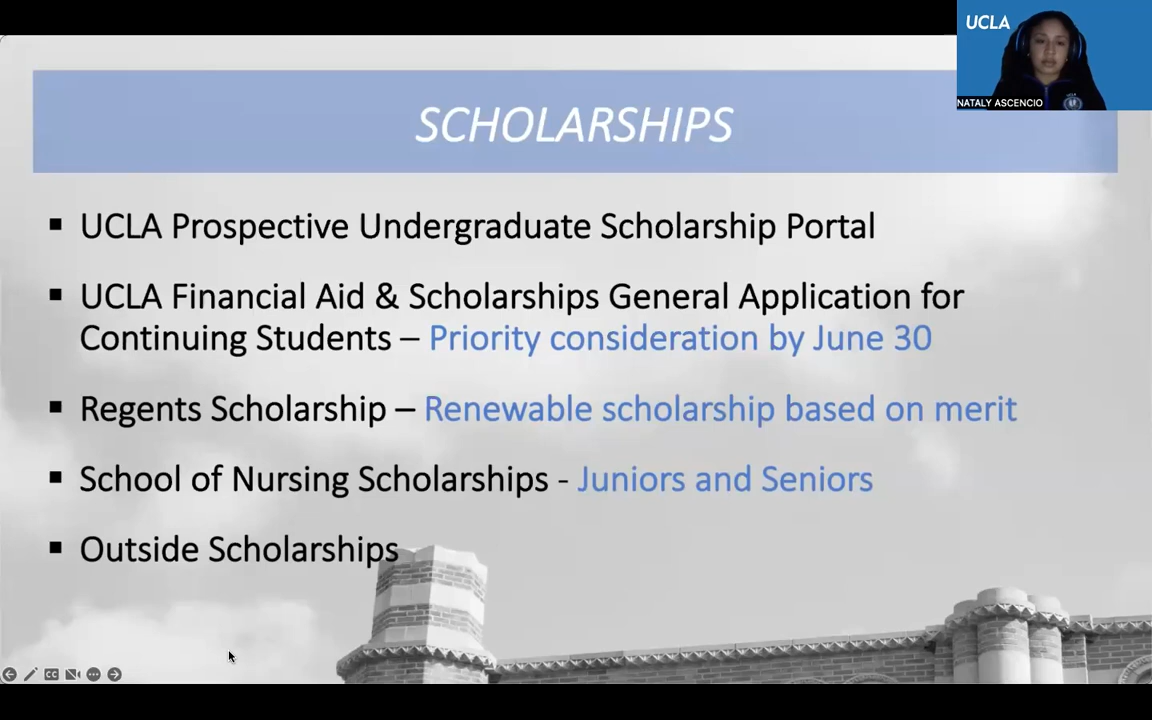 UCLA
NATALY ASCENCIO
SCHOLARSHIPS
▪ UCLA Prospective Undergraduate Scholarship Portal
▪ UCLA Financial Aid & Scholarships General Application for
Continuing Students – Priority consideration by June 30
▪ Regents Scholarship – Renewable scholarship based on merit
▪ School of Nursing Scholarships - Juniors and Seniors
▪ Outside Scholarships
CC